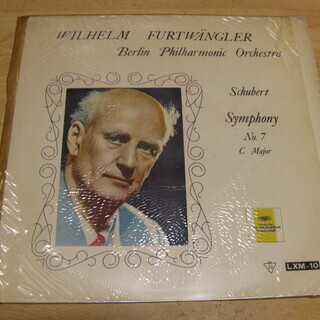 WILHELM FURTWÄNGLER
Berlin Philharmonic Orchestra
Schubert
Symphony
No. 7
C Major
LXM-10